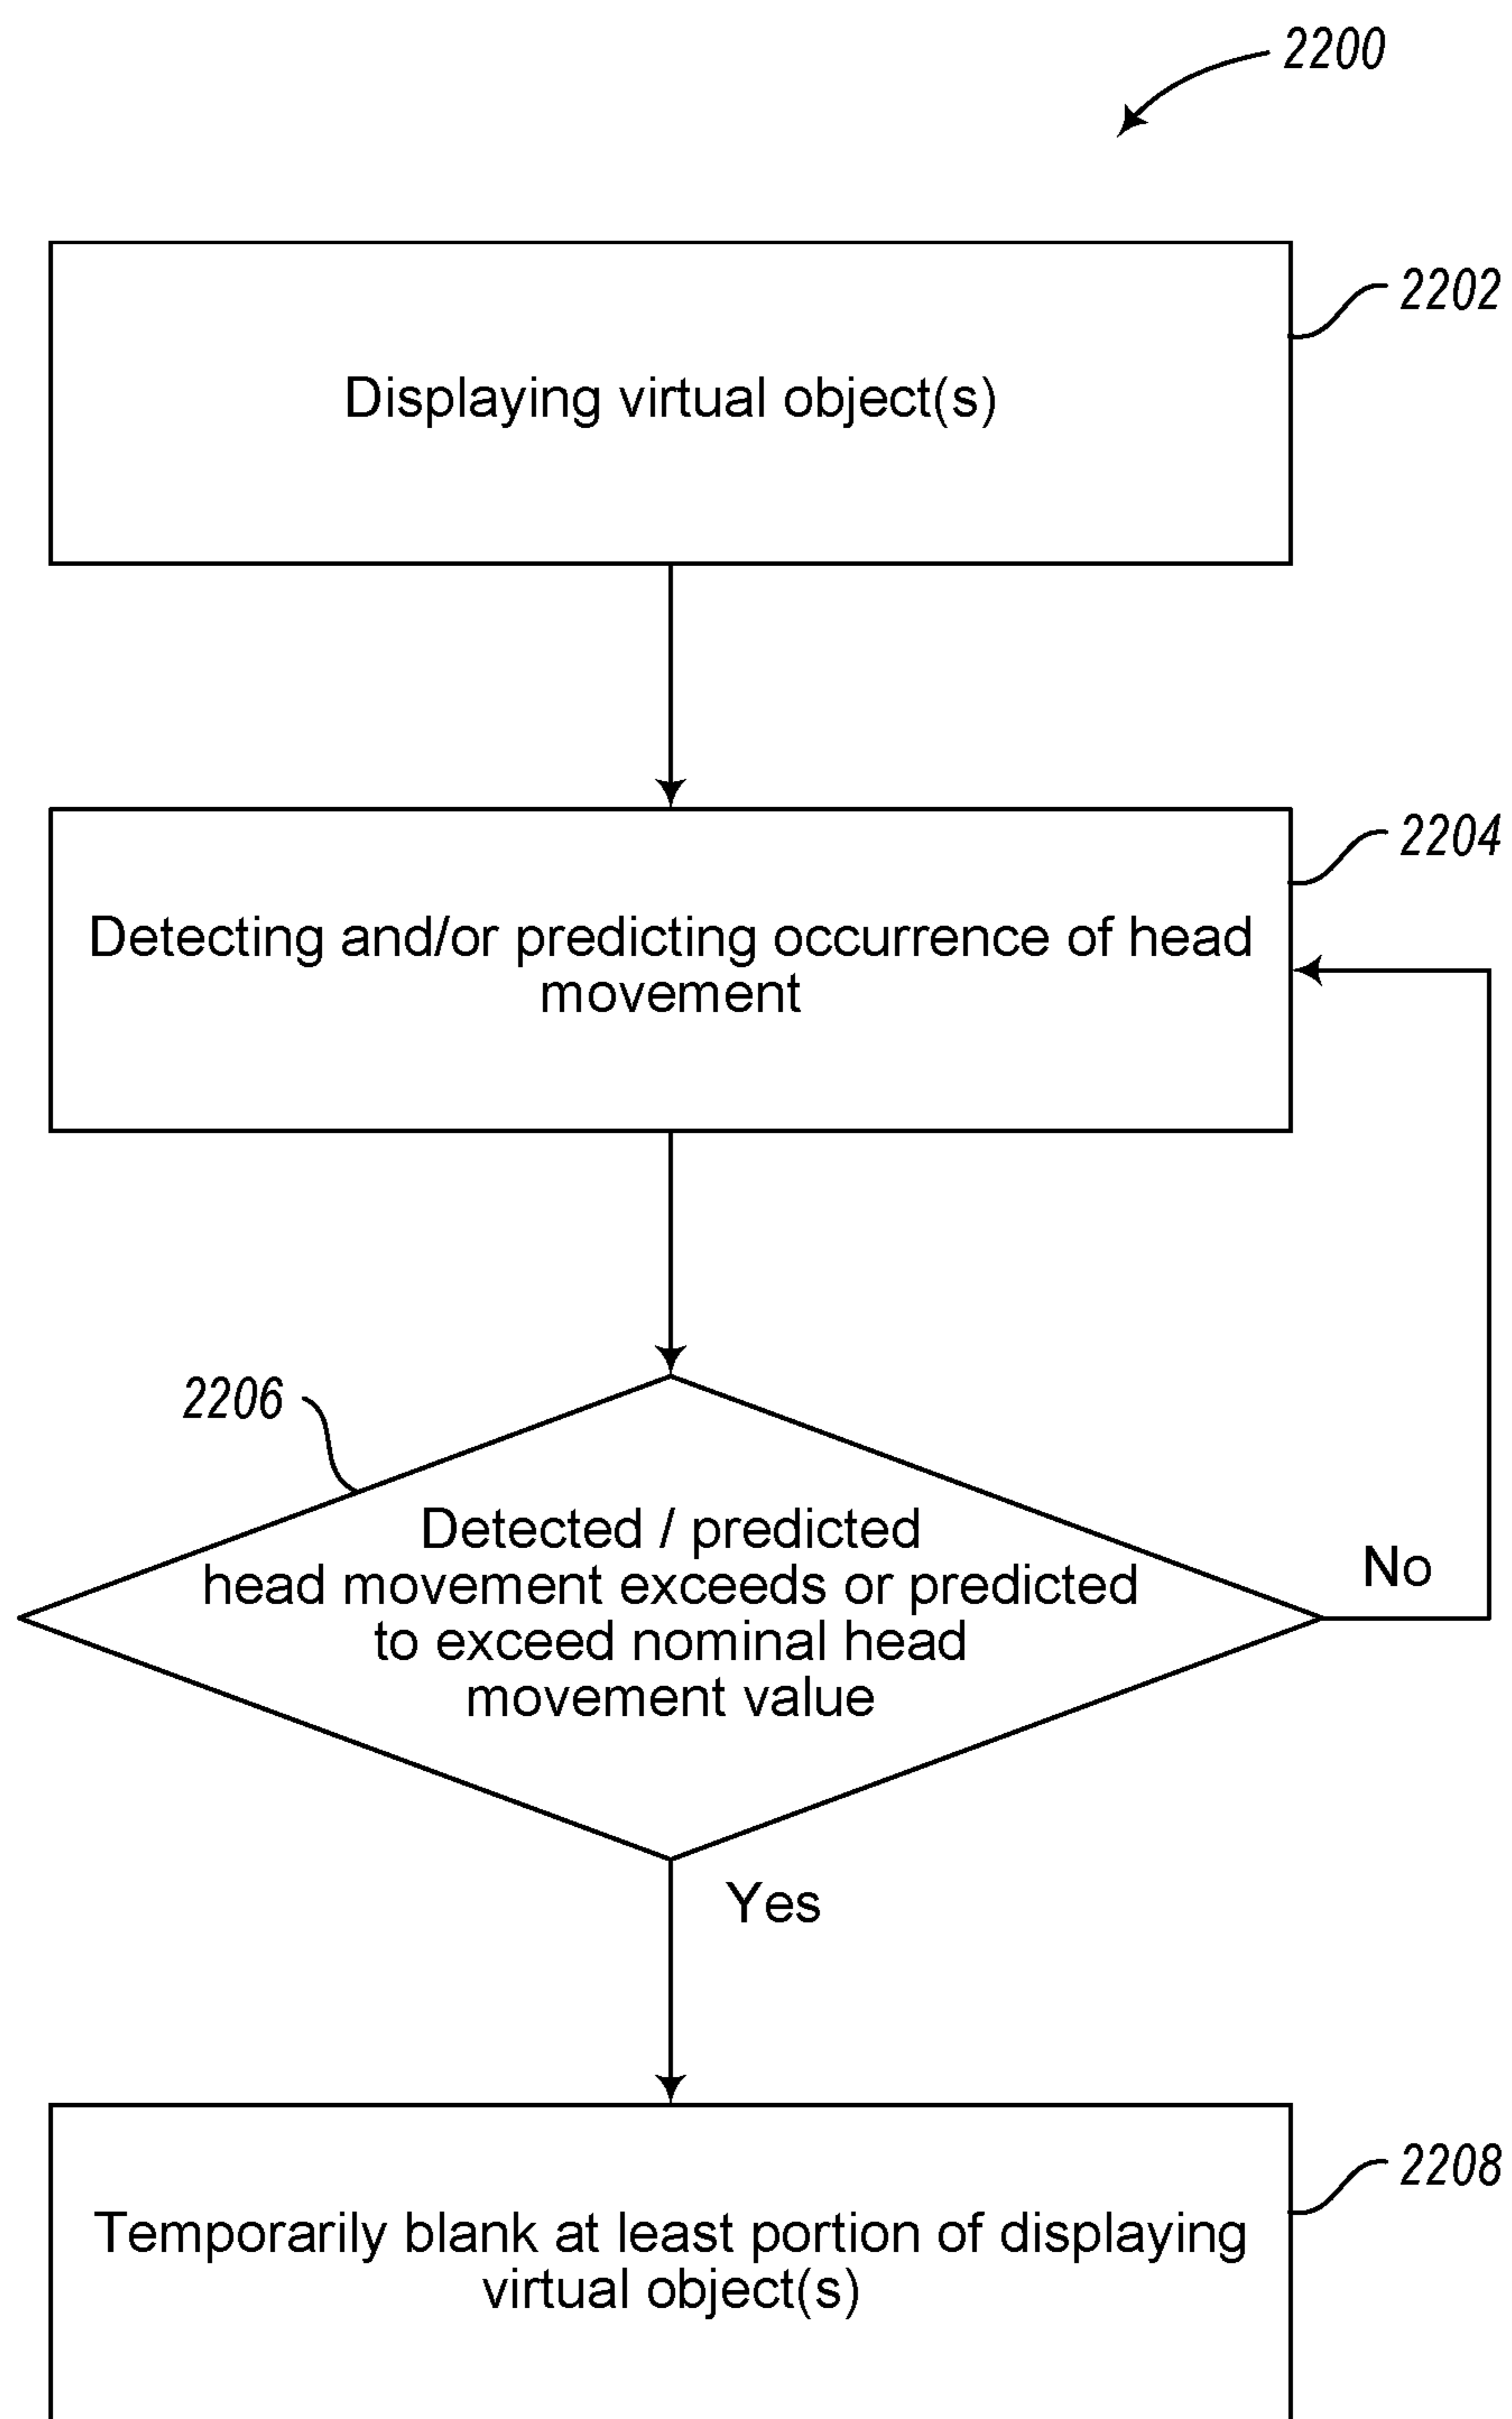 2200
2202
Displaying virtual object(s)
2204
Detecting and/or predicting occurrence of head
movement
2206
Detected / predicted
head movement exceeds or predicted
to exceed nominal head
movement value
No
Yes
2208
Temporarily blank at least portion of displaying
virtual object(s)